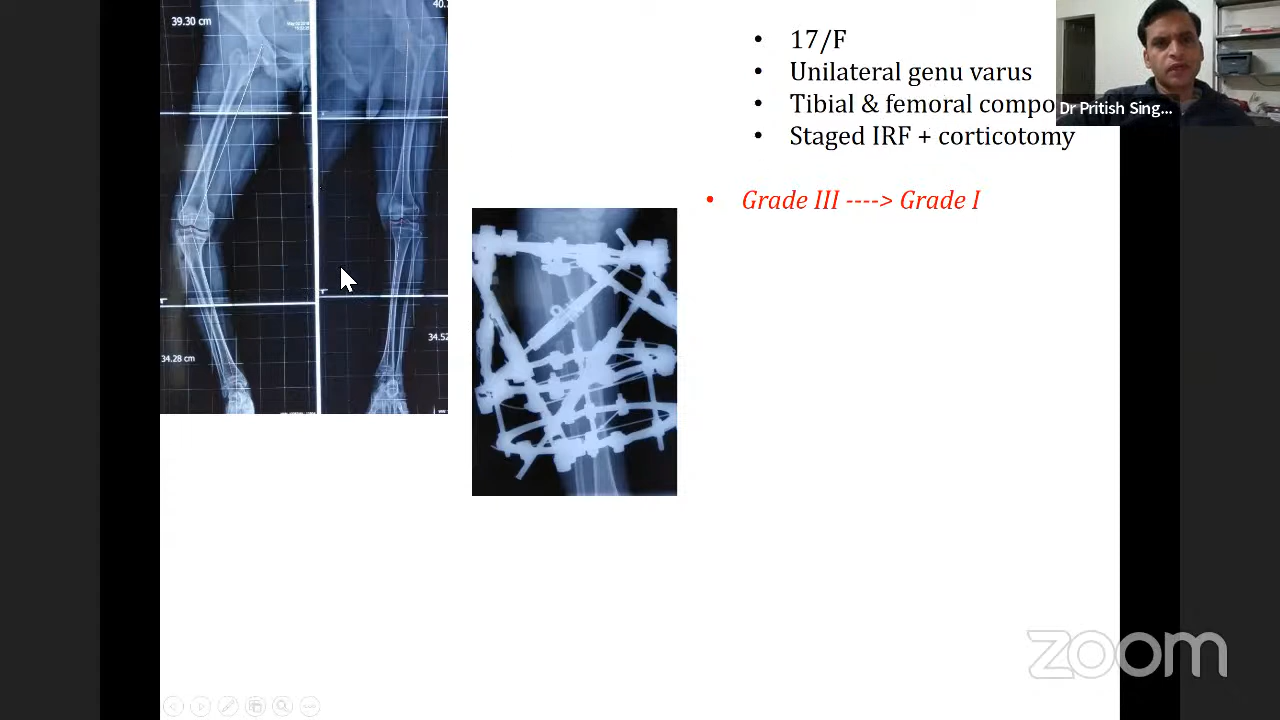 39.30 cm
40.
• 17/F
• Unilateral genu varus
• Tibial & femoral compo
Dr Pritish Sing...
• Staged IRF + corticotomy
• Grade III ----> Grade I
34.28 cm
34.52
zoom